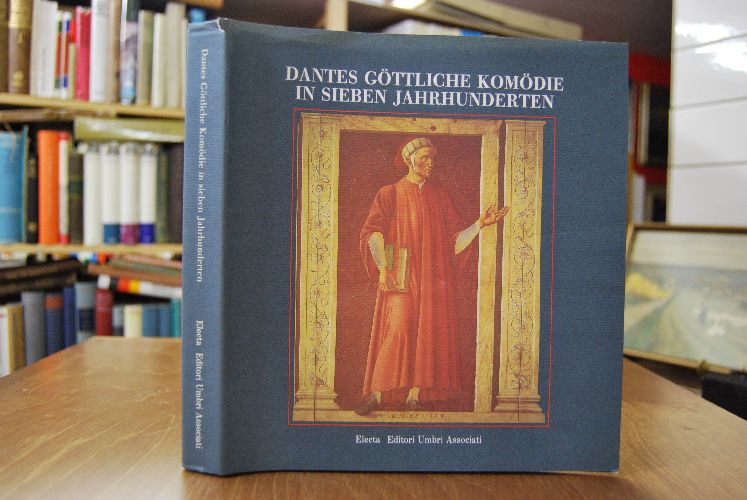 Dantes Göttliche Komödie in sieben Jahrhunderten
Electa Editori Umbri Associati
DANTES GÖTTLICHE KOMÖDIE
IN SIEBEN JAHRHUNDERTEN
Electa Editori Umbri Associati